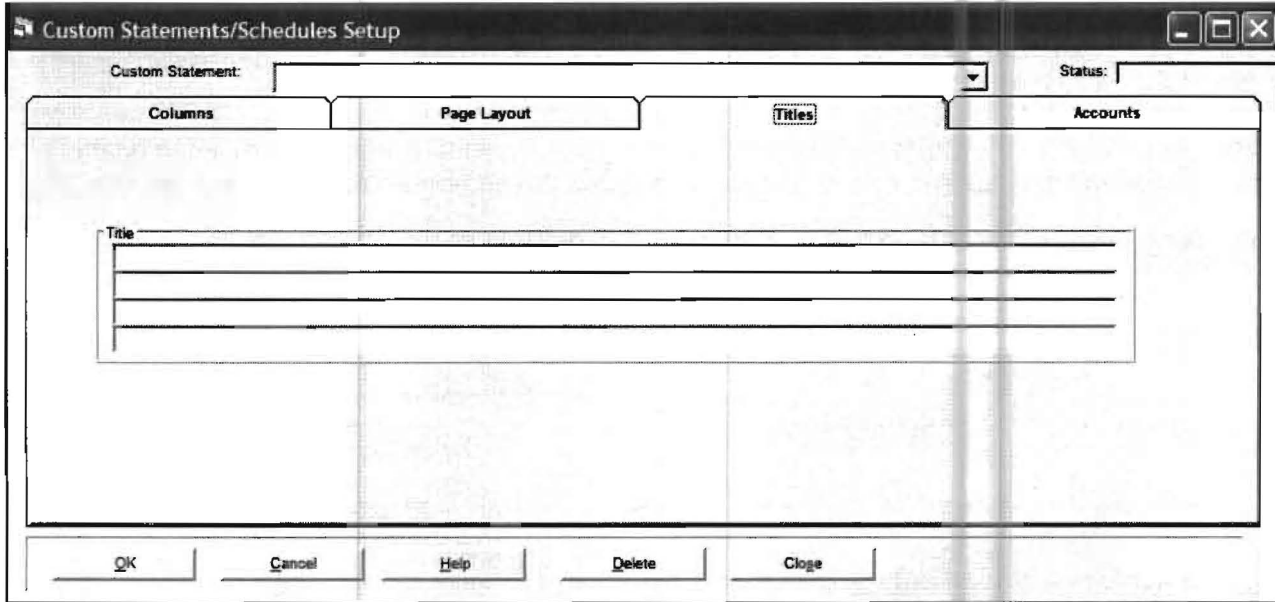 Custom Statements/Schedules Setup
Custom Statement: Status:
Columns Page Layout Titles Accounts
Title
OK Cancel Help Delete Close